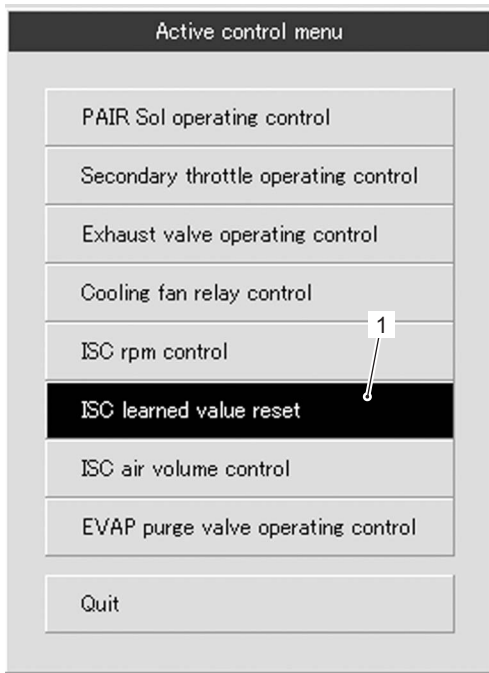 Active control menu
PAIR Sol operating control
Secondary throttle operating control
Exhaust valve operating control
Cooling fan relay control
1
ISC rpm control
ISC learned value reset
ISC air volume control
EVAP purge valve operating control
Quit